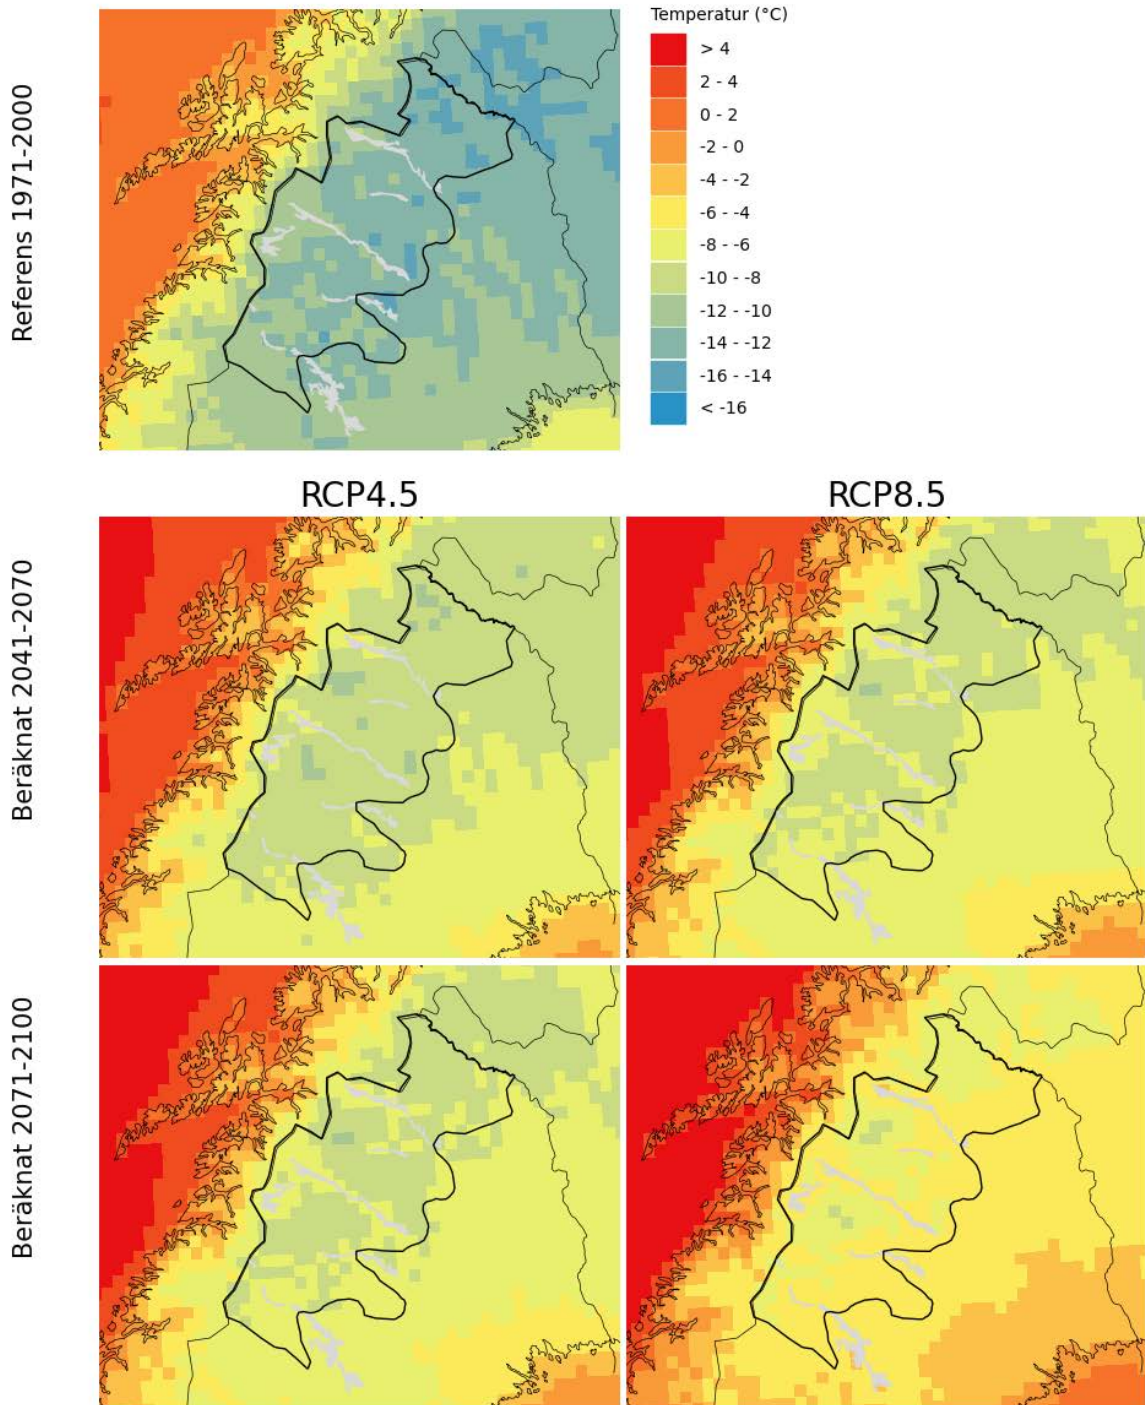 Temperatur (°C)
> 4
2 - 4
0 - 2
-2 - 0
-4 - -2
-6 - -4
-8 - -6
-10 - -8
-12 - -10
-14 - -12
-16 - -14
< -16
Referens 1971-2000
RCP4.5
RCP8.5
Beräknat 2041-2070
Beräknat 2071-2100